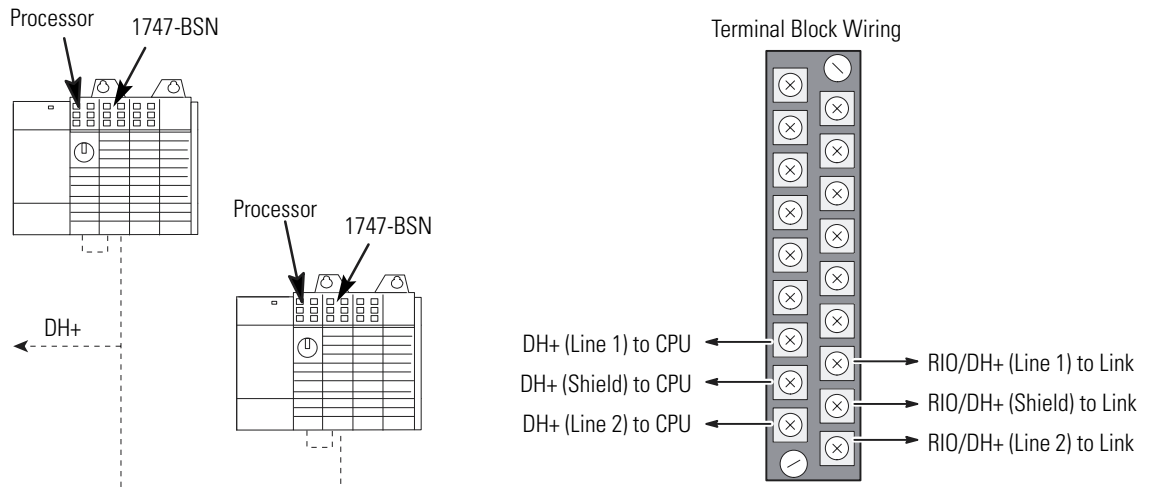 Processor
1747-BSN
DH+
Processor
1747-BSN
Terminal Block Wiring
DH+ (Line 1) to CPU
DH+ (Shield) to CPU
DH+ (Line 2) to CPU
RIO/DH+ (Line 1) to Link
RIO/DH+ (Shield) to Link
RIO/DH+ (Line 2) to Link